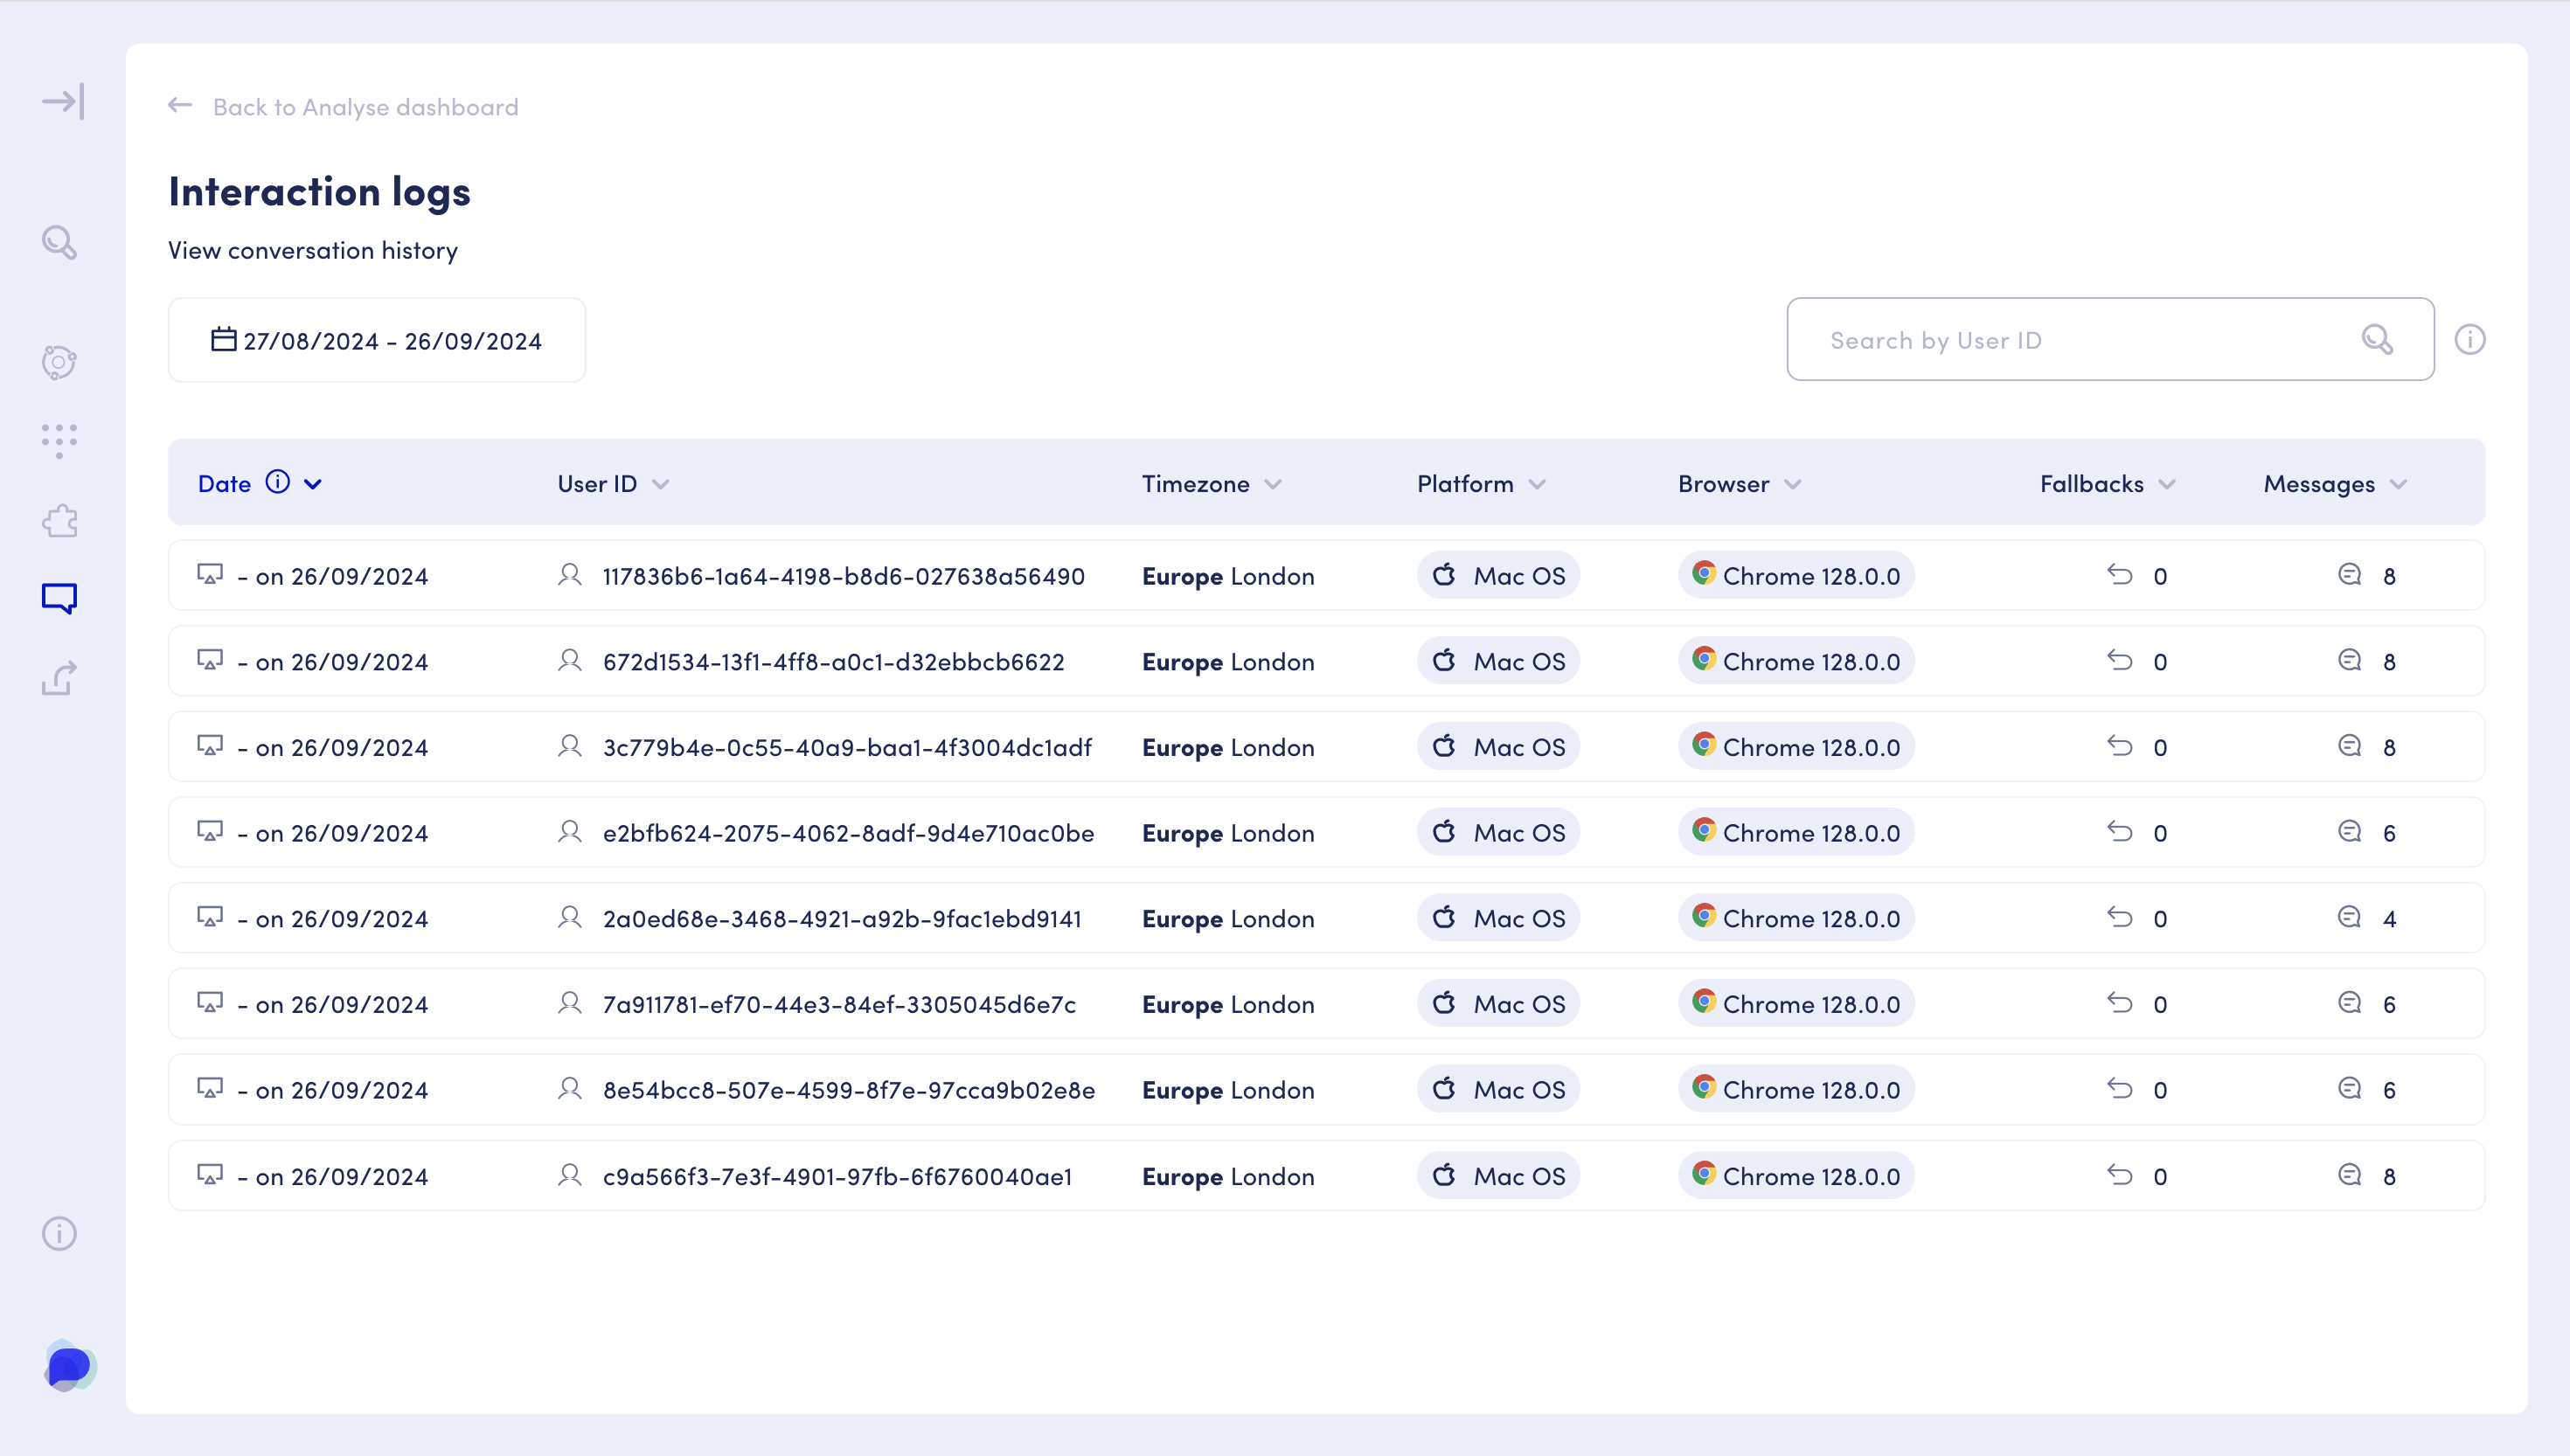 Back to Analyse dashboard
Interaction logs
View conversation history
27/08/2024 - 26/09/2024
Search by User ID
Date User ID Timezone Platform Browser Fallbacks Messages
- on 26/09/2024 117836b6-1a64-4198-b8d6-027638a56490 Europe London Mac OS Chrome 128.0.0 0 8
- on 26/09/2024 672d1534-13f1-4ff8-a0c1-d32ebbcb6622 Europe London Mac OS Chrome 128.0.0 0 8
- on 26/09/2024 3c779b4e-0c55-40a9-baa1-4f3004dc1adf Europe London Mac OS Chrome 128.0.0 0 8
- on 26/09/2024 e2bfb624-2075-4062-8adf-9d4e710ac0be Europe London Mac OS Chrome 128.0.0 0 6
- on 26/09/2024 2a0ed68e-3468-4921-a92b-9fac1ebd9141 Europe London Mac OS Chrome 128.0.0 0 4
- on 26/09/2024 7a911781-ef70-44e3-84ef-3305045d6e7c Europe London Mac OS Chrome 128.0.0 0 6
- on 26/09/2024 8e54bcc8-507e-4599-8f7e-97cca9b02e8e Europe London Mac OS Chrome 128.0.0 0 6
- on 26/09/2024 c9a566f3-7e3f-4901-97fb-6f6760040ae1 Europe London Mac OS Chrome 128.0.0 0 8